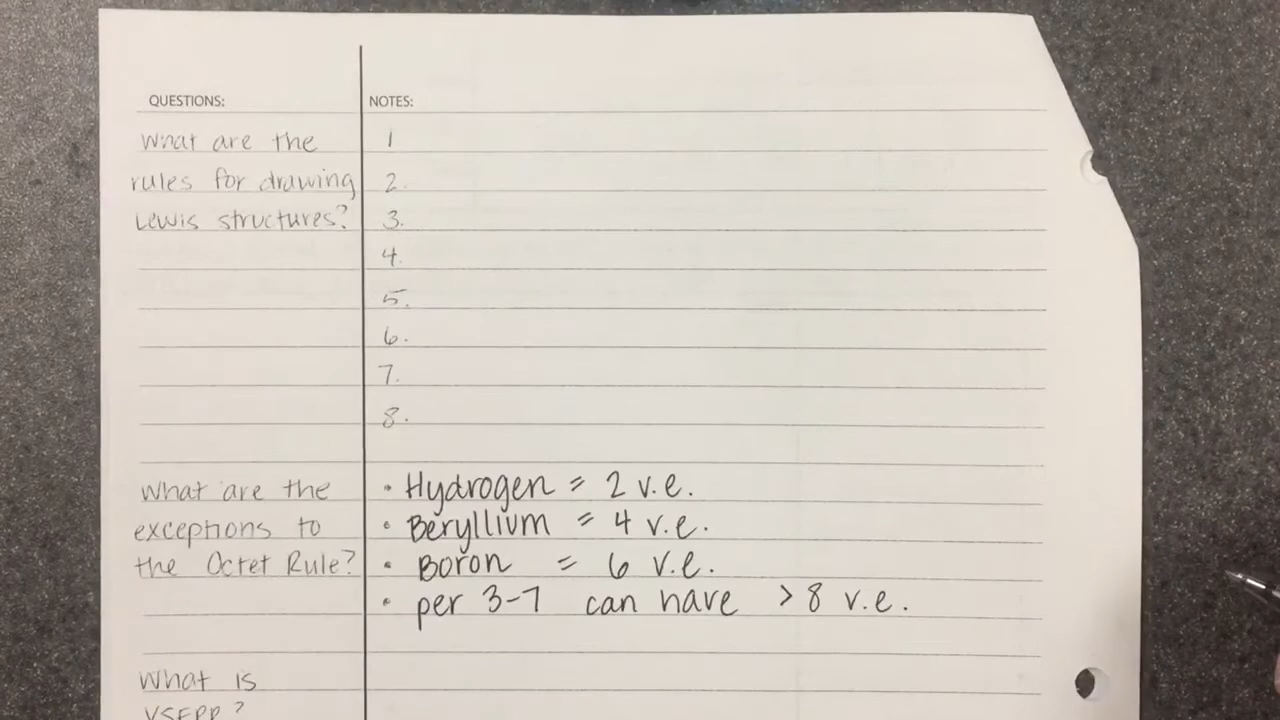 QUESTIONS:
NOTES:
What are the
rules for drawing
Lewis structures?
1
2.
3.
4.
5.
6.
7.
8.
What are the
exceptions to
the Octet Rule?
• Hydrogen = 2 v.e.
• Beryllium = 4 v.e.
• Boron = 6 v.e.
• per 3-7 can have > 8 v.e.
What is
VSEPR?